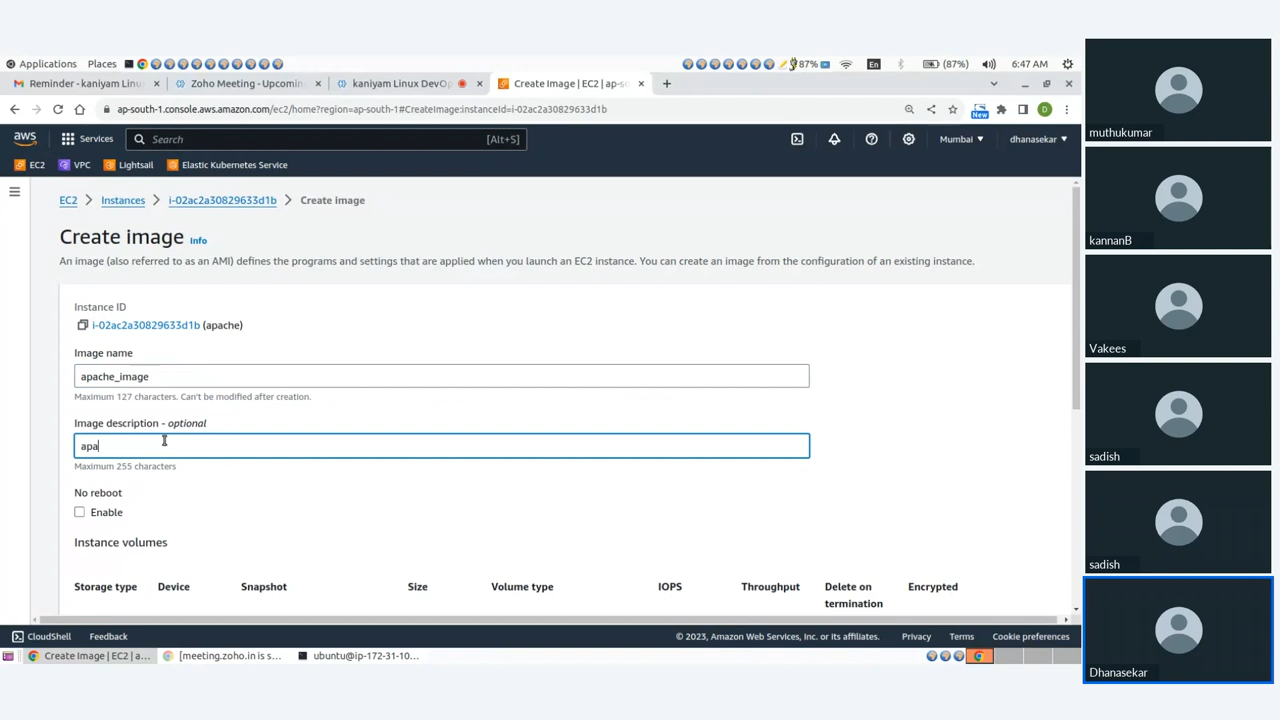 Applications Places 87% En (87%) 6:47 AM
Reminder - kaniyam Linu Zoho Meeting - Upcomin kaniyam Linux DevOp Create Image | EC2 | ap-so
ap-south-1.console.aws.amazon.com/ec2/home?region=ap-south-1#CreateImage:instanceId=i-02ac2a30829633d1b New D
aws Services Search [Alt+S] Mumbai dhanasekar
EC2 VPC Lightsail Elastic Kubernetes Service
EC2 Instances i-02ac2a30829633d1b Create image
Create image Info
An image (also referred to as an AMI) defines the programs and settings that are applied when you launch an EC2 instance. You can create an image from the configuration of an existing instance.
Instance ID
i-02ac2a30829633d1b (apache)
Image name
apache_image
Maximum 127 characters. Can't be modified after creation.
Image description - optional
apa
Maximum 255 characters
No reboot
Enable
Instance volumes
Storage type Device Snapshot Size Volume type IOPS Throughput Delete on termination Encrypted
CloudShell Feedback © 2023, Amazon Web Services, Inc. or its affiliates. Privacy Terms Cookie preferences
Create Image | EC2 | a... [meeting.zoho.in is s... ubuntu@ip-172-31-10...
muthukumar
kannanB
Vakees
sadish
sadish
Dhanasekar